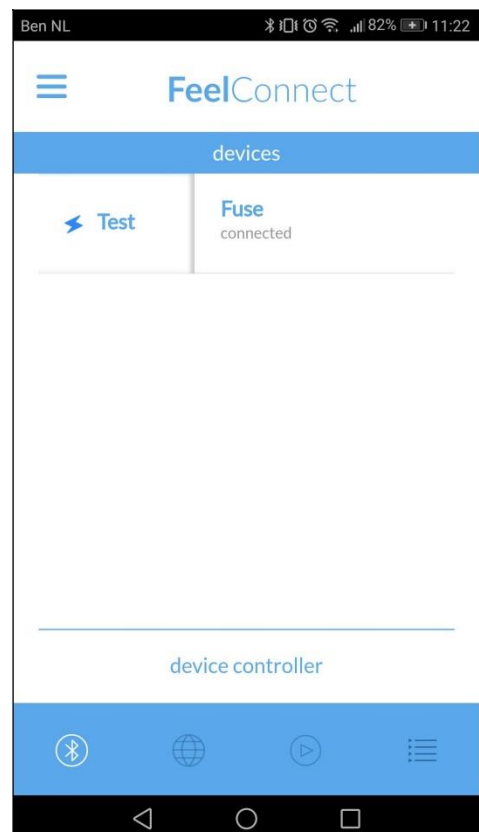 Ben NL 82% 11:22
FeelConnect
devices
Test
Fuse
connected
device controller